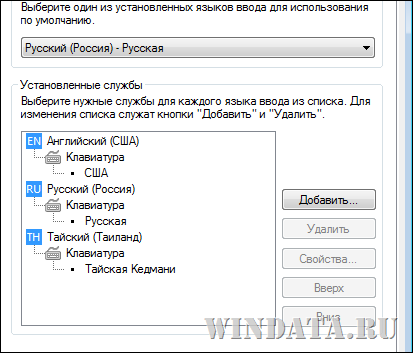 Выберите один из установленных языков ввода для использования
по умолчанию.
Русский (Россия) - Русская
Установленные службы
Выберите нужные службы для каждого языка ввода из списка. Для
изменения списка служат кнопки "Добавить" и "Удалить".
EN Английский (США)
Клавиатура
США
RU Русский (Россия)
Клавиатура
Русская
TH Тайский (Таиланд)
Клавиатура
Тайская Кедмани
Добавить...
Удалить
Свойства...
Вверх
Вниз
WINDATA.RU